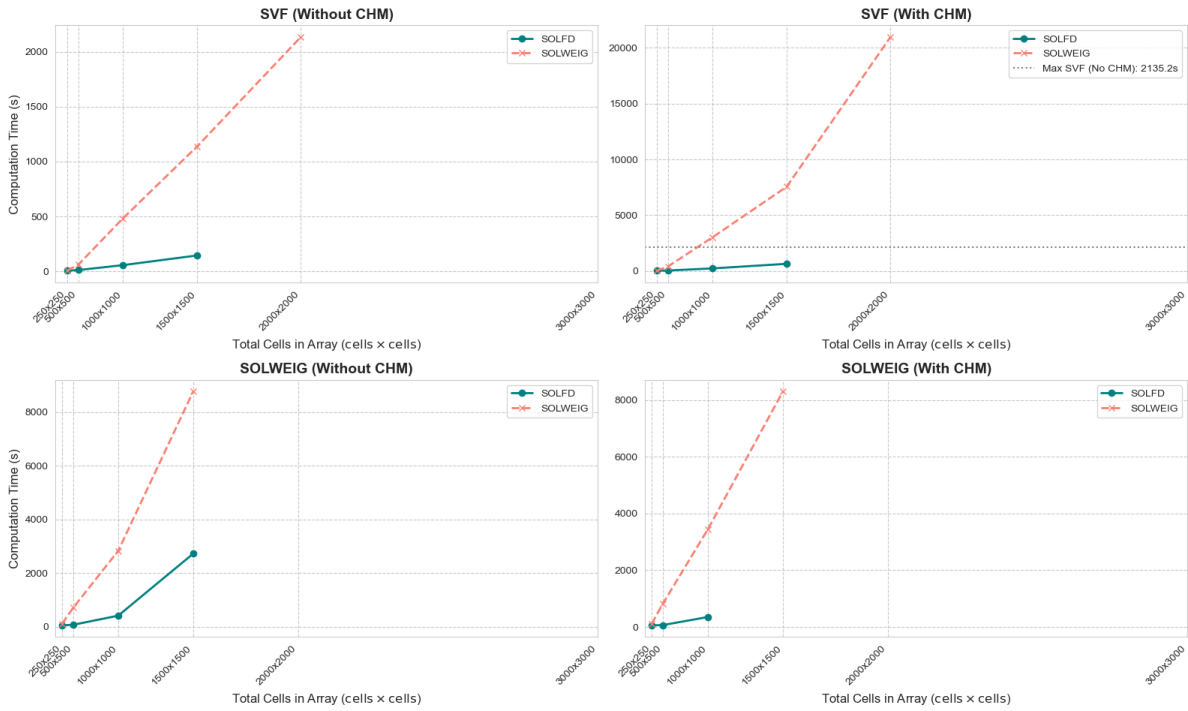 SVF (Without CHM)
SOLFD
SOLWEIG
Computation Time (s)
2000
1500
1000
500
0
250x250
500x500
1000x1000
1500x1500
2000x2000
3000x3000
Total Cells in Array (cells × cells)
SVF (With CHM)
SOLFD
SOLWEIG
Max SVF (No CHM): 2135.2s
20000
15000
10000
5000
0
250x250
500x500
1000x1000
1500x1500
2000x2000
3000x3000
Total Cells in Array (cells × cells)
SOLWEIG (Without CHM)
SOLFD
SOLWEIG
Computation Time (s)
8000
6000
4000
2000
0
250x250
500x500
1000x1000
1500x1500
2000x2000
3000x3000
Total Cells in Array (cells × cells)
SOLWEIG (With CHM)
SOLFD
SOLWEIG
8000
6000
4000
2000
0
250x250
500x500
1000x1000
1500x1500
2000x2000
3000x3000
Total Cells in Array (cells × cells)